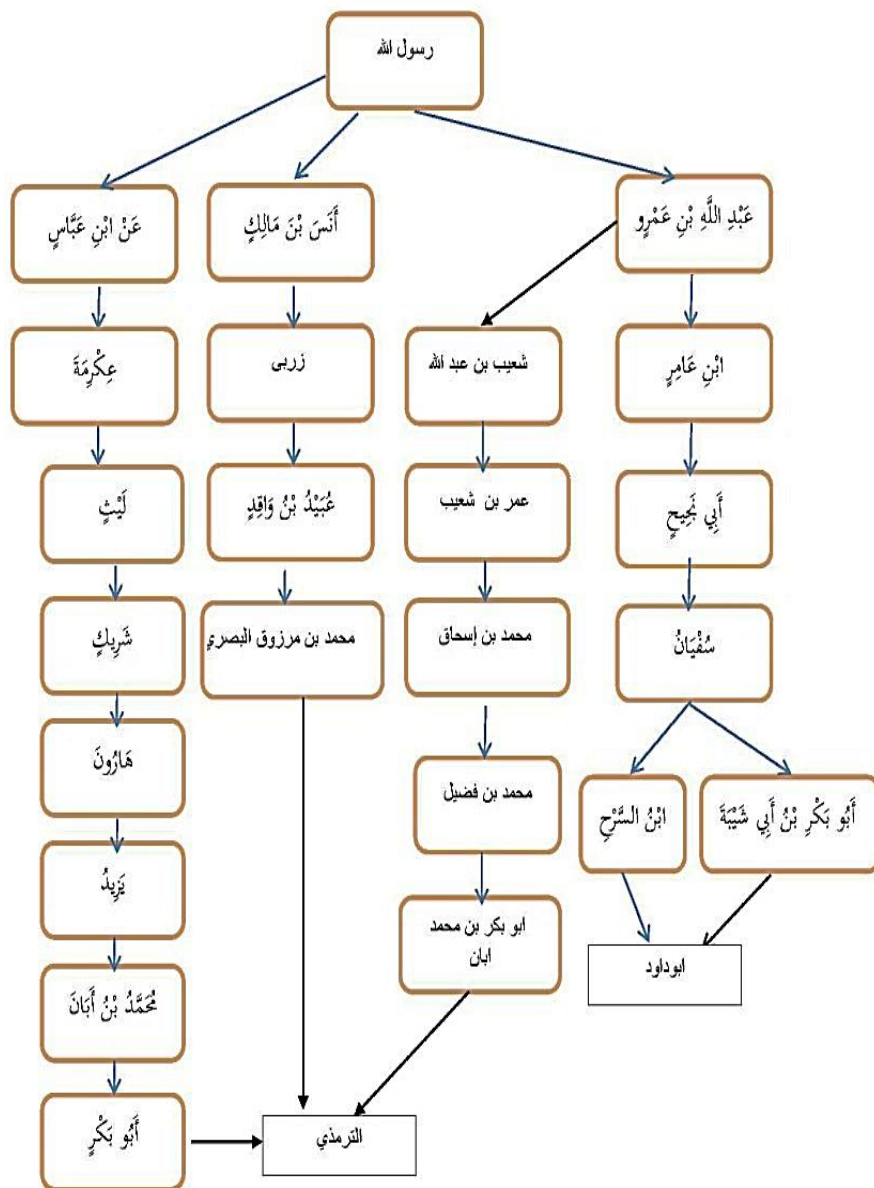 رسول الله
عَبْدِ اللَّهِ بْنِ عَمْرٍو
أَنَسَ بْنَ مَالِكٍ
عَنْ ابْنِ عَبَّاسٍ
ابْنِ عَامِرٍ
شعيب بن عبد الله
زربى
عِكْرِمَةَ
أَبِي نَجِيحٍ
عمر بن شعيب
عُبَيْدُ بْنُ وَاقِدٍ
لَيْثٍ
سُفْيَانُ
محمد بن إسحاق
محمد بن مرزوق البصري
شَرِيكٍ
هَارُونَ
أَبُو بَكْرِ بْنُ أَبِي شَيْبَةَ
ابْنُ السَّرْحِ
محمد بن فضيل
يَزِيدُ
ابو بكر بن محمد
ابان
ابوداود
مُحَمَّدُ بْنُ أَبَانَ
الترمذي
أَبُو بَكْرٍ